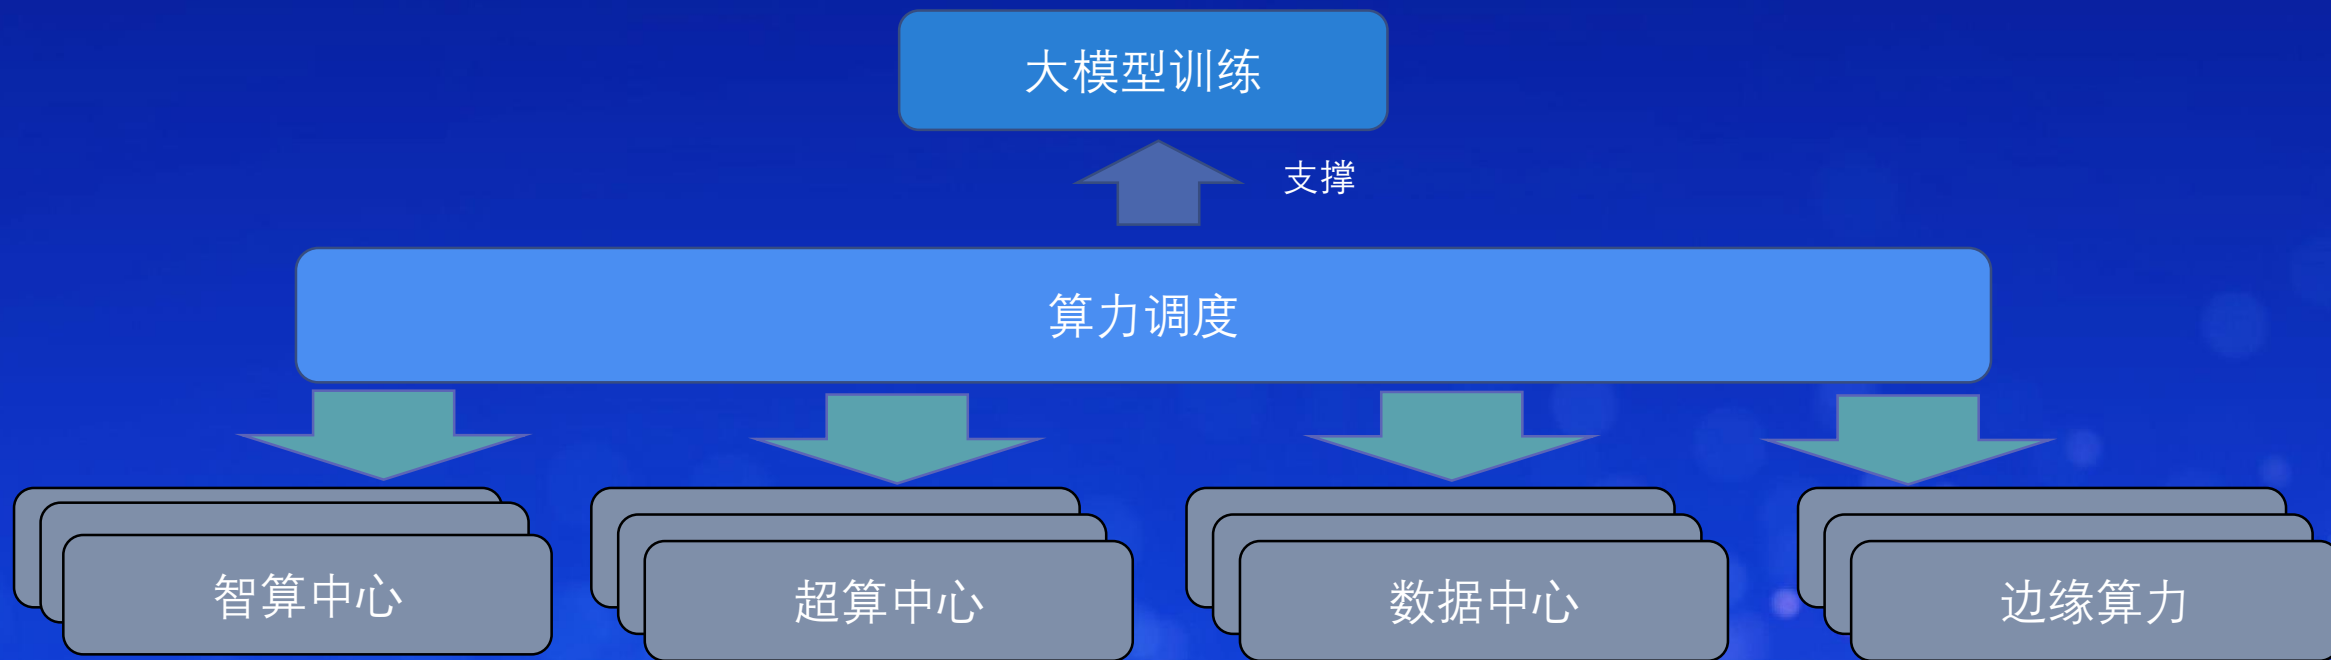 大模型训练
支撑
算力调度
智算中心
超算中心
数据中心
边缘算力